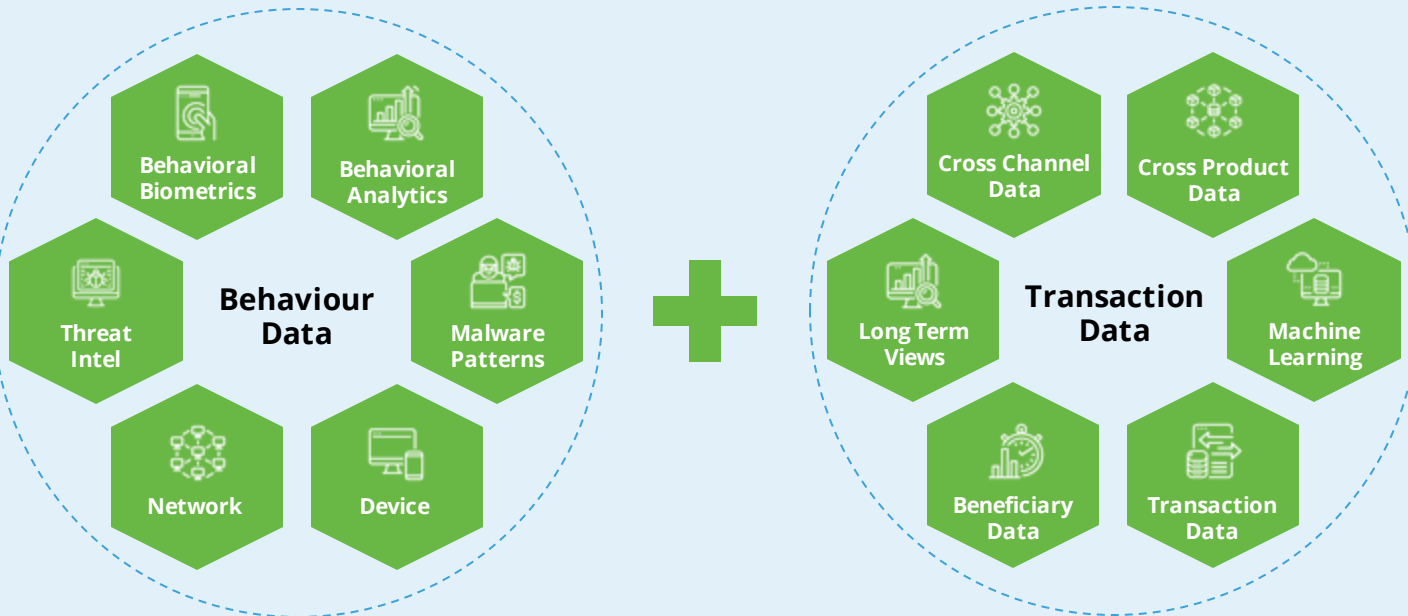 Behavioral
Biometrics
Behavioral
Analytics
Threat
Intel
Behaviour
Data
Malware
Patterns
Network
Device
Cross Channel
Data
Cross Product
Data
Long Term
Views
Transaction
Data
Machine
Learning
Beneficiary
Data
Transaction
Data